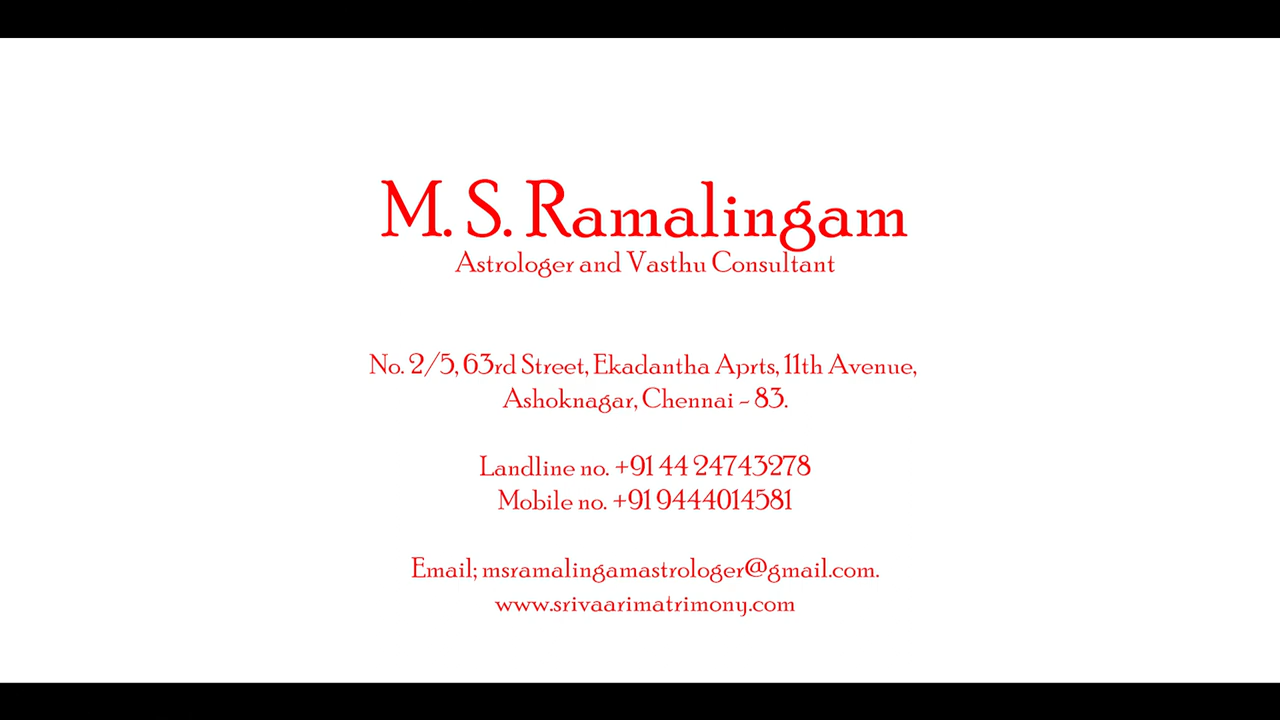 M. S. Ramalingam
Astrologer and Vasthu Consultant
No. 2/5, 63rd Street, Ekadantha Aprts, 11th Avenue,
Ashoknagar, Chennai - 83.
Landline no. +91 44 24743278
Mobile no. +91 9444014581
Email; msramalingamastrologer@gmail.com.
www.srivaarimatrimony.com